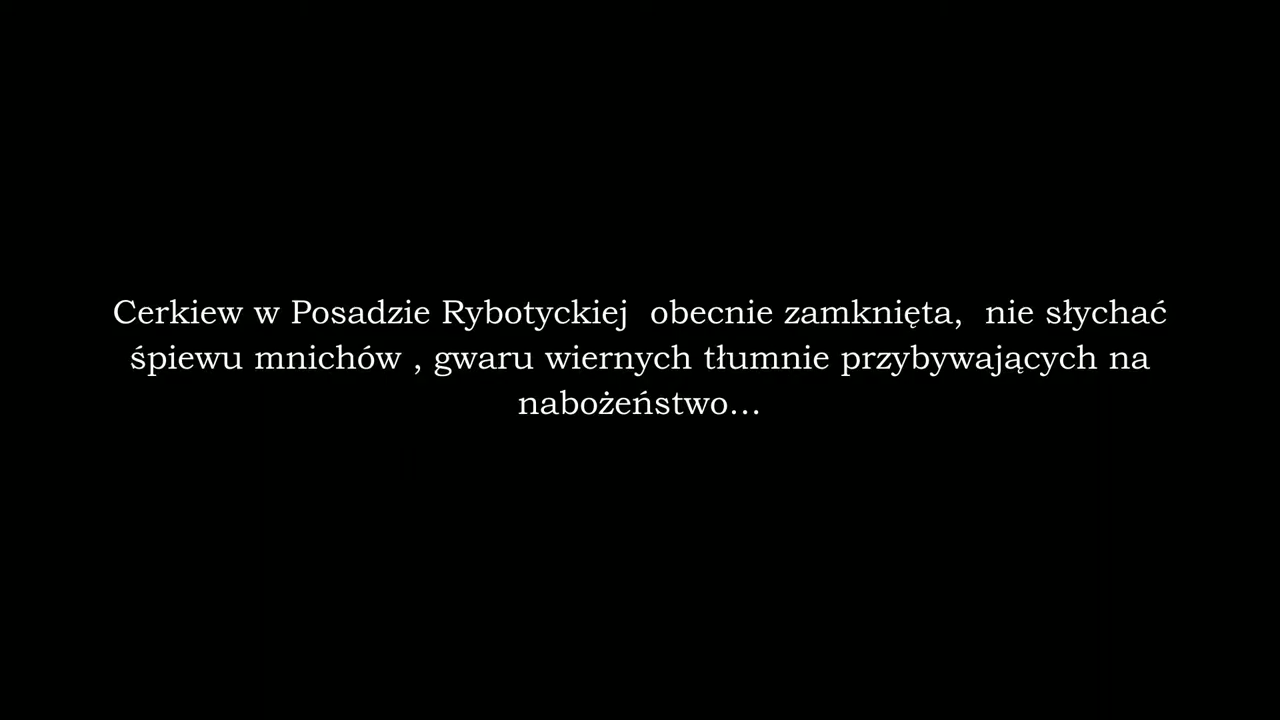 Cerkiew w Posadzie Rybotyckiej  obecnie zamknięta,  nie słychać
śpiewu mnichów , gwaru wiernych tłumnie przybywających na
nabożeństwo...